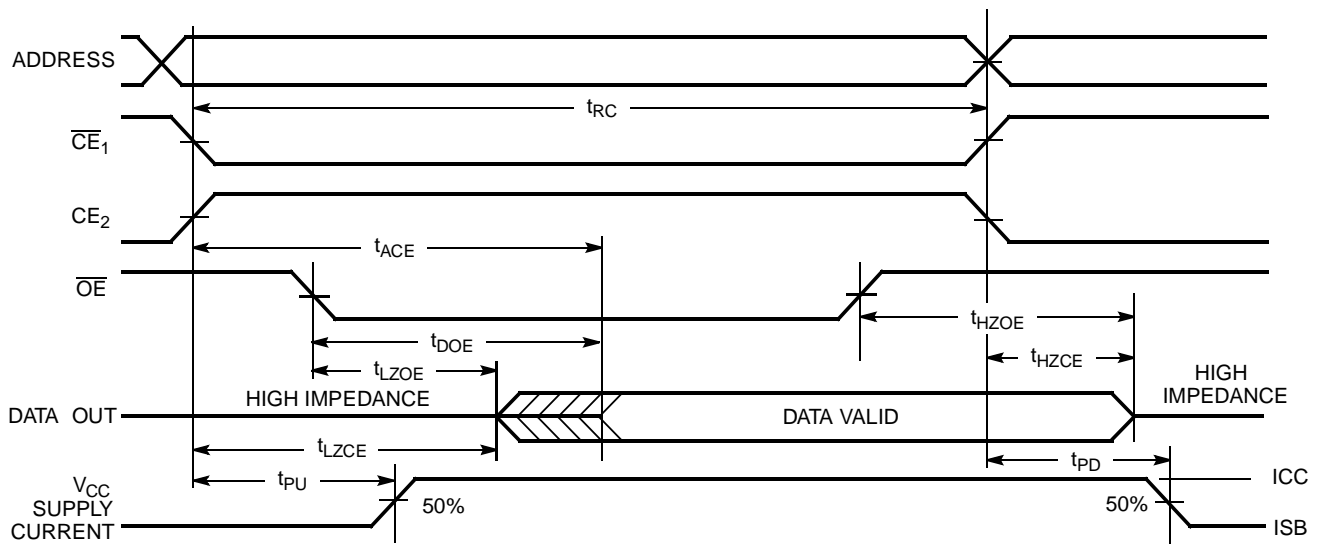 ADDRESS
tRC
CE1
CE2
tACE
OE
tHZOE
tDOE
tHZCE
tLZOE
HIGH IMPEDANCE
HIGH
IMPEDANCE
DATA OUT
DATA VALID
tLZCE
tPD
tPU
VCC
SUPPLY
CURRENT
50%
50%
ICC
ISB